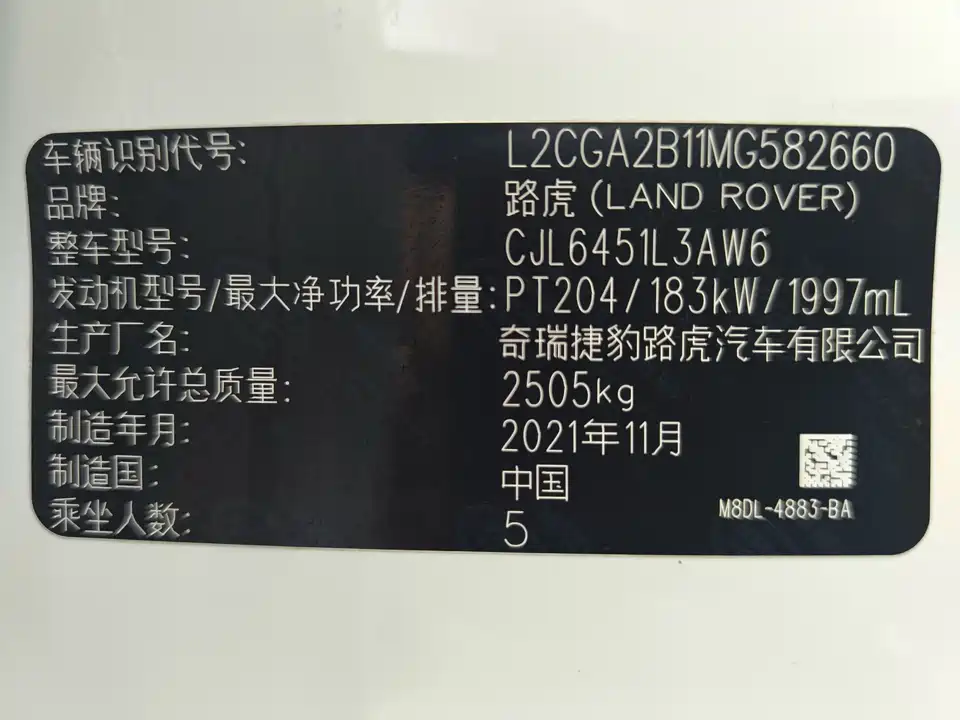 车辆识别代号: L2CGA2B11MG582660
品牌: 路虎 (LAND ROVER)
整车型号: CJL6451L3AW6
发动机型号/最大净功率/排量: PT204/183kW/1997mL
生产厂名: 奇瑞捷豹路虎汽车有限公司
最大允许总质量: 2505kg
制造年月: 2021年11月
制造国: 中国
乘坐人数: 5
M8DL-4883-BA